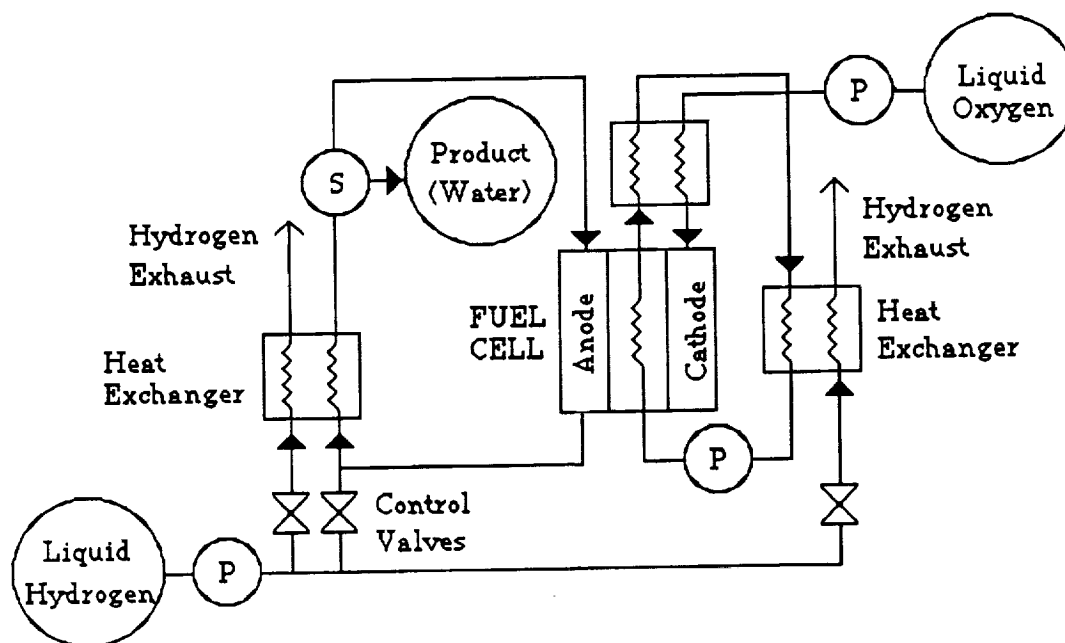 Liquid
Oxygen
P
Product
(Water)
S
Hydrogen
Exhaust
Hydrogen
Exhaust
FUEL
CELL
Anode
Cathode
Heat
Exchanger
Heat
Exchanger
P
Control
Valves
Liquid
Hydrogen
P